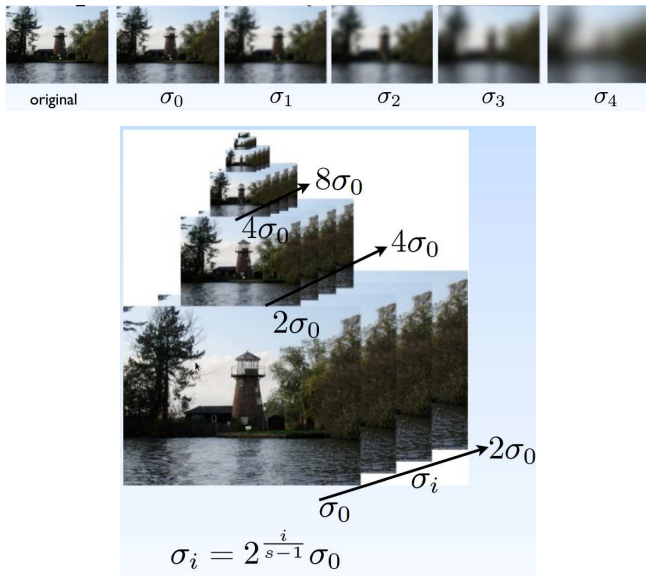 original σ₀ σ₁ σ₂ σ₃ σ₄
8σ₀
4σ₀
4σ₀
2σ₀
2σ₀
σᵢ
σ₀
σᵢ = 2^{i/(s−1)} σ₀